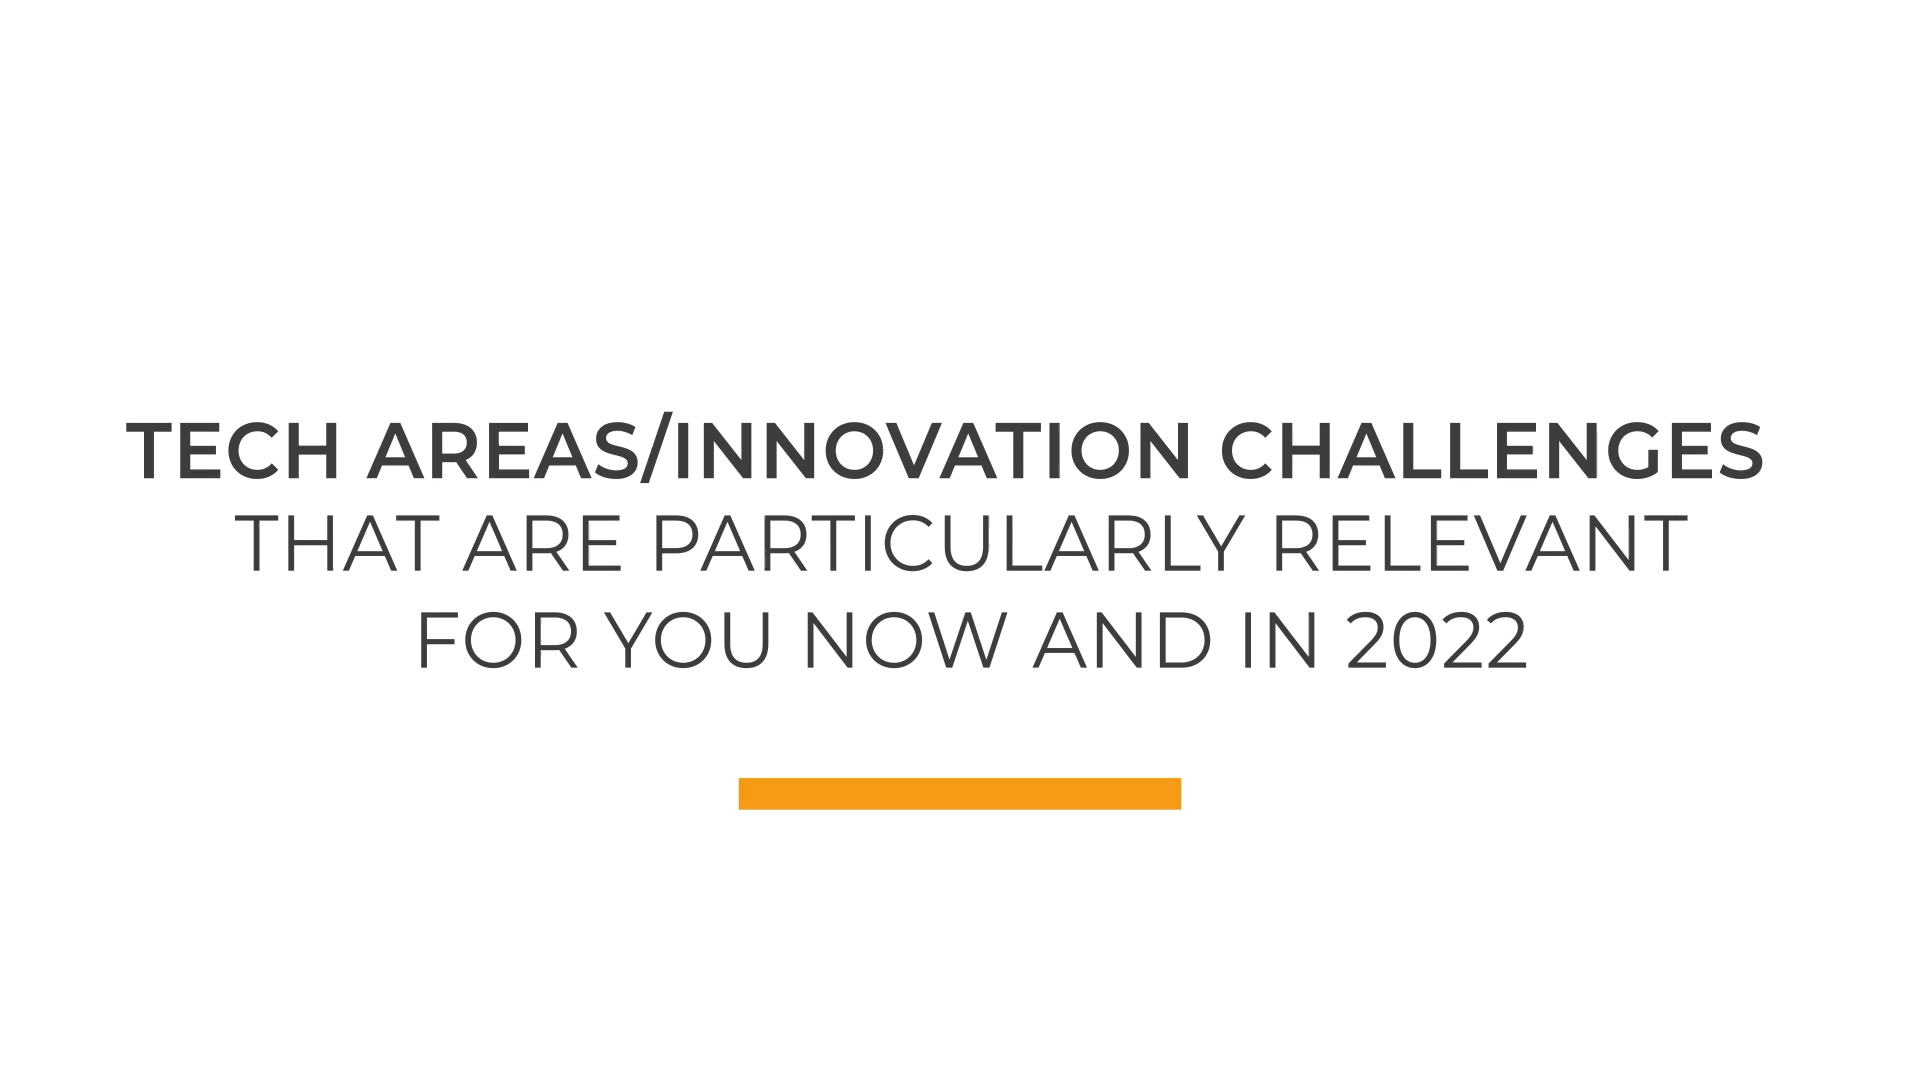 TECH AREAS/INNOVATION CHALLENGES
THAT ARE PARTICULARLY RELEVANT
FOR YOU NOW AND IN 2022